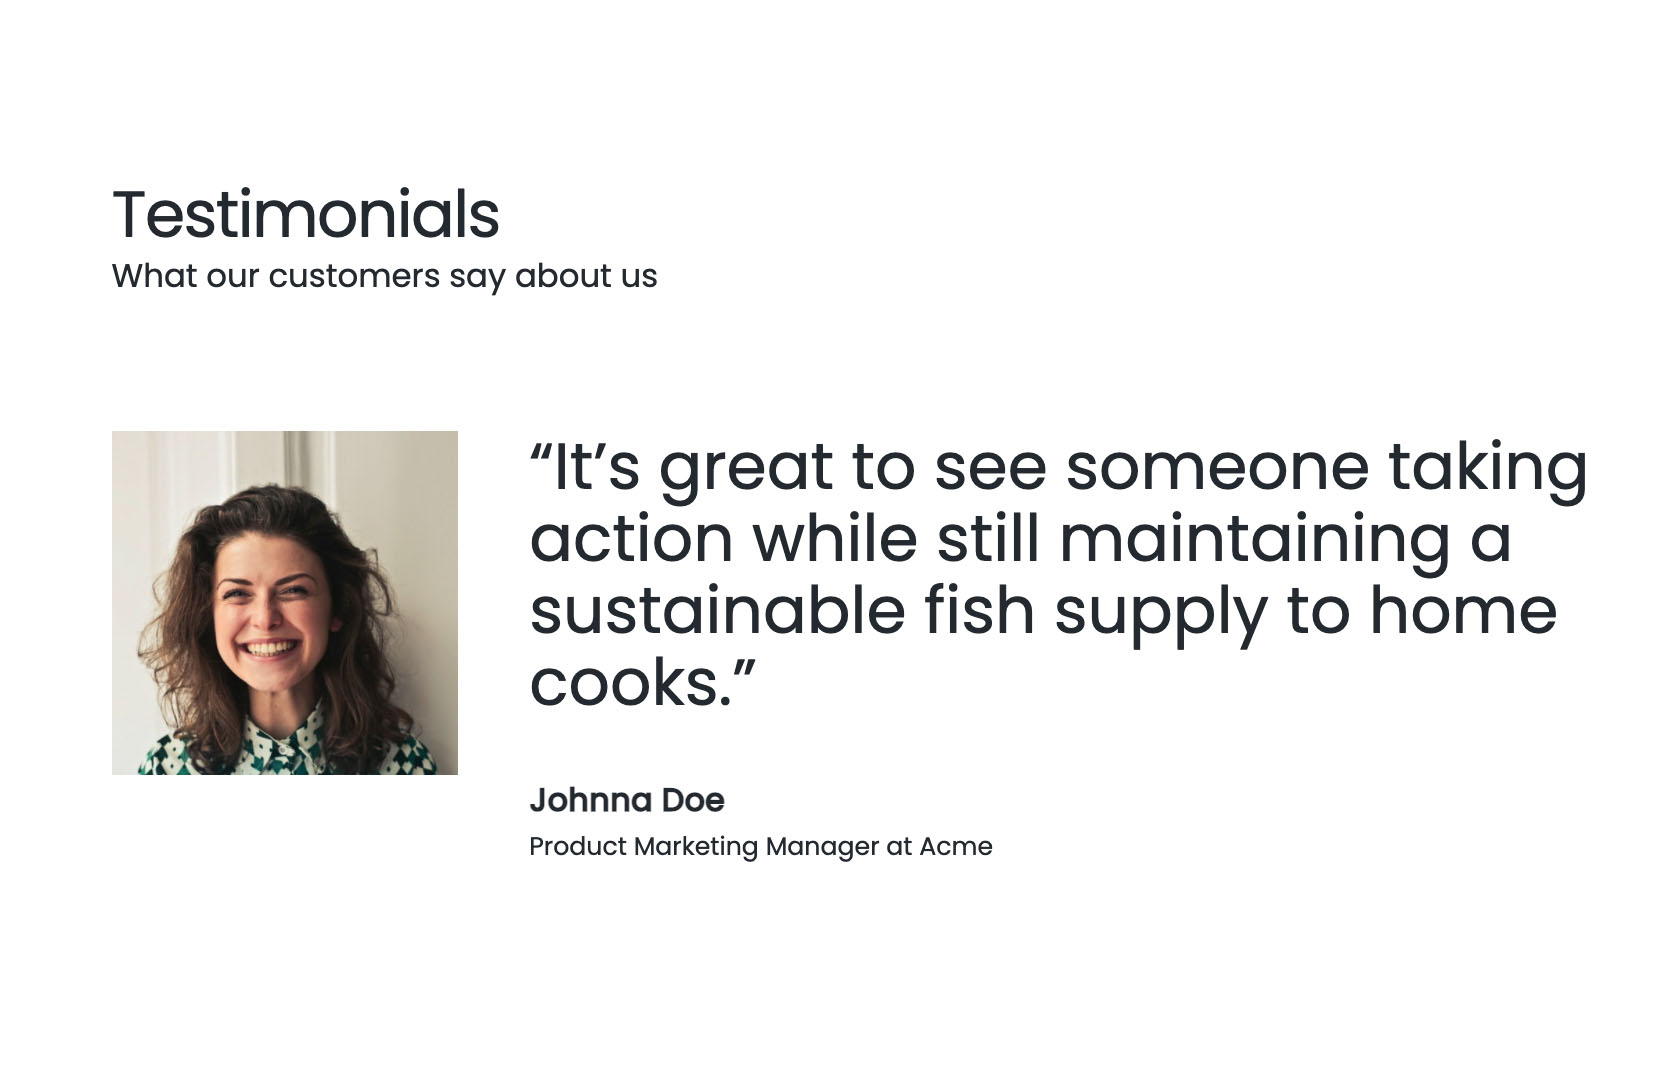 Testimonials
What our customers say about us
“It’s great to see someone taking
action while still maintaining a
sustainable fish supply to home
cooks.”
Johnna Doe
Product Marketing Manager at Acme